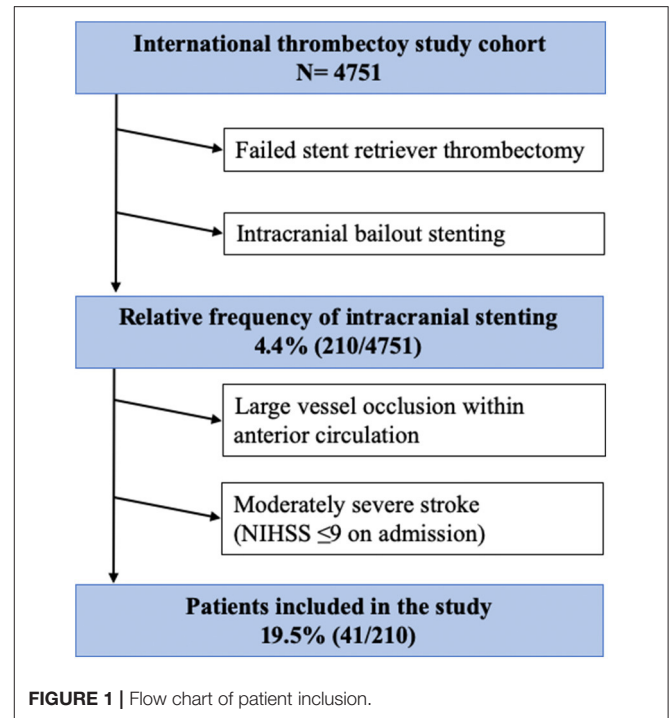 International thrombectoy study cohort
N= 4751
Failed stent retriever thrombectomy
Intracranial bailout stenting
Relative frequency of intracranial stenting
4.4% (210/4751)
Large vessel occlusion within
anterior circulation
Moderately severe stroke
(NIHSS ≤9 on admission)
Patients included in the study
19.5% (41/210)
FIGURE 1 | Flow chart of patient inclusion.